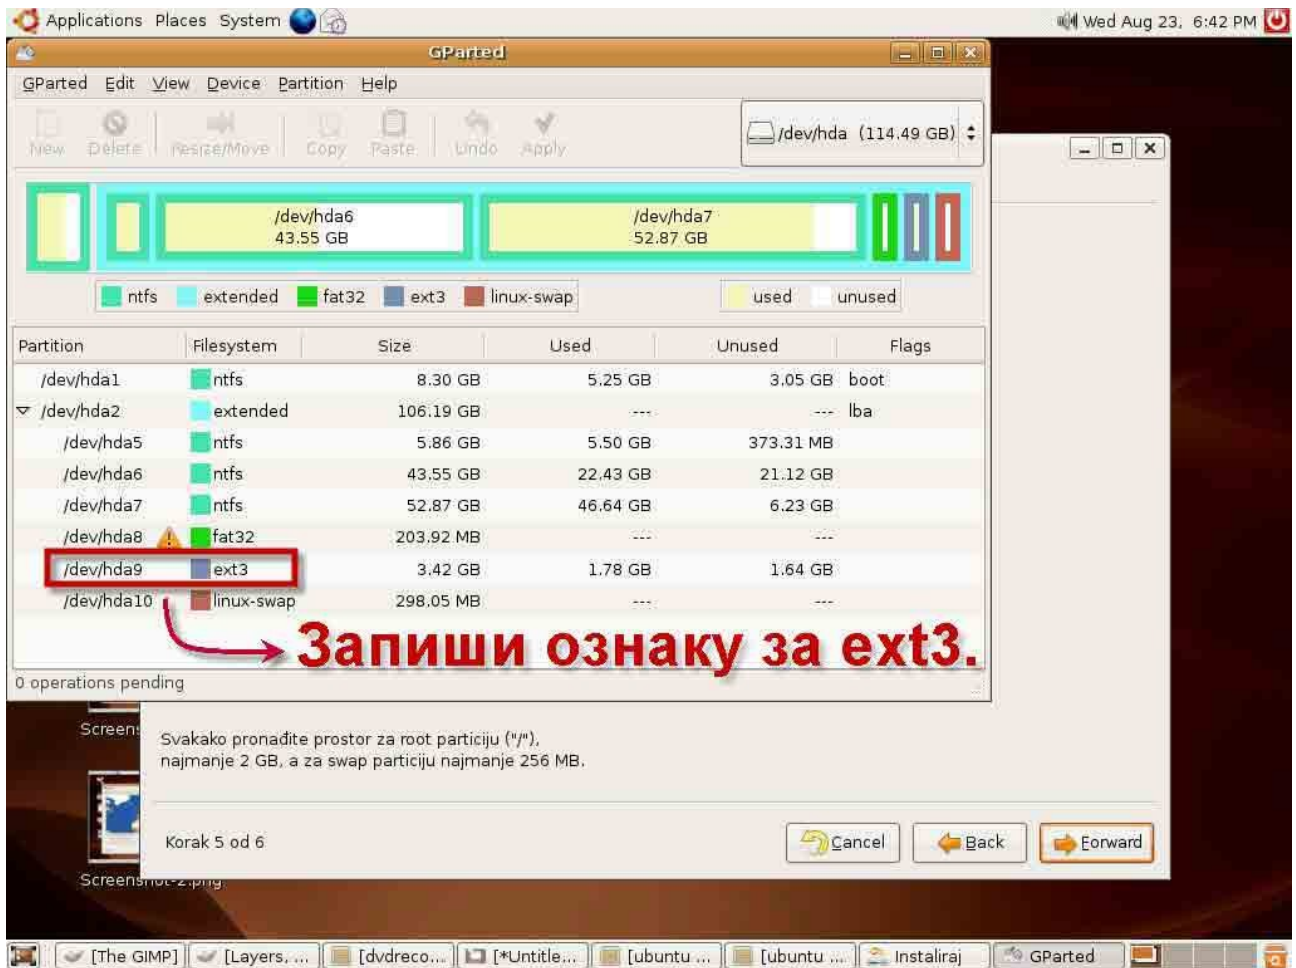 Applications Places System
Wed Aug 23, 6:42 PM
GParted
GParted Edit View Device Partition Help
New Delete Resize/Move Copy Paste Undo Apply
/dev/hda (114.49 GB)
/dev/hda6
43.55 GB
/dev/hda7
52.87 GB
ntfs extended fat32 ext3 linux-swap used unused
Partition Filesystem Size Used Unused Flags
/dev/hda1 ntfs 8.30 GB 5.25 GB 3.05 GB boot
/dev/hda2 extended 106.19 GB --- --- lba
/dev/hda5 ntfs 5.86 GB 5.50 GB 373.31 MB
/dev/hda6 ntfs 43.55 GB 22.43 GB 21.12 GB
/dev/hda7 ntfs 52.87 GB 46.64 GB 6.23 GB
/dev/hda8 fat32 203.92 MB --- ---
/dev/hda9 ext3 3.42 GB 1.78 GB 1.64 GB
/dev/hda10 linux-swap 298.05 MB --- ---
Запиши ознаку за ext3.
0 operations pending
Screens
Svakako pronađite prostor za root particiju ("/"),
najmanje 2 GB, a za swap particiju najmanje 256 MB.
Korak 5 od 6
Cancel Back Forward
Screenshot-2.png
[The GIMP] [Layers, ... [dvdreco... [*Untitle... [ubuntu ... [ubuntu ... Instaliraj GParted